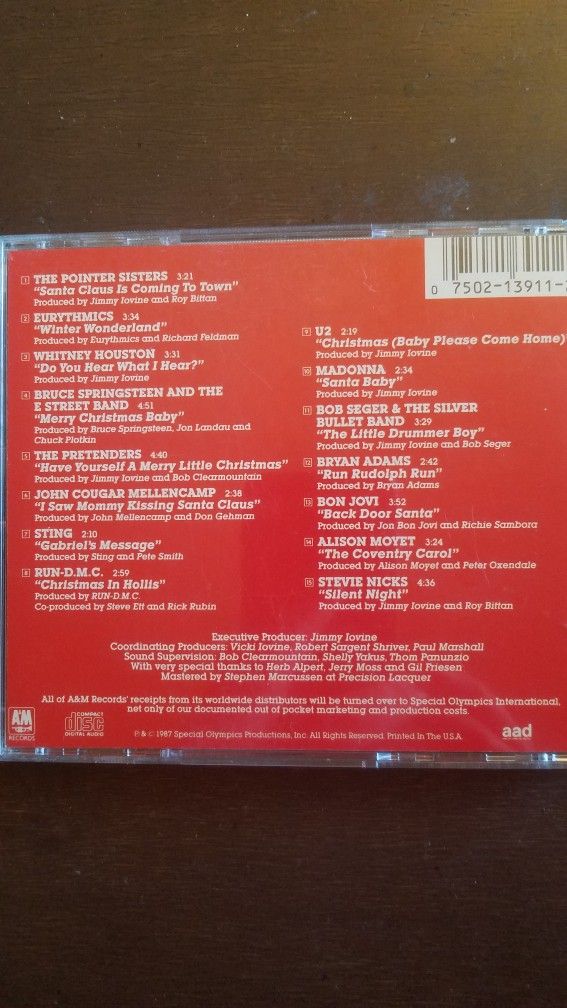 0 7502-13911-
1 THE POINTER SISTERS 3:21
"Santa Claus Is Coming To Town"
Produced by Jimmy Iovine and Roy Bittan
2 EURYTHMICS 3:34
"Winter Wonderland"
Produced by Eurythmics and Richard Feldman
3 WHITNEY HOUSTON 3:31
"Do You Hear What I Hear?"
Produced by Jimmy Iovine
4 BRUCE SPRINGSTEEN AND THE
E STREET BAND 4:51
"Merry Christmas Baby"
Produced by Bruce Springsteen, Jon Landau and
Chuck Plotkin
5 THE PRETENDERS 4:40
"Have Yourself A Merry Little Christmas"
Produced by Jimmy Iovine and Bob Clearmountain
6 JOHN COUGAR MELLENCAMP 2:38
"I Saw Mommy Kissing Santa Claus"
Produced by John Mellencamp and Don Gehman
7 STING 2:10
"Gabriel's Message"
Produced by Sting and Pete Smith
8 RUN-D.M.C. 2:59
"Christmas In Hollis"
Produced by RUN-D.M.C.
Co-produced by Steve Ett and Rick Rubin
9 U2 2:19
"Christmas (Baby Please Come Home)"
Produced by Jimmy Iovine
10 MADONNA 2:34
"Santa Baby"
Produced by Jimmy Iovine
11 BOB SEGER & THE SILVER
BULLET BAND 3:29
"The Little Drummer Boy"
Produced by Jimmy Iovine and Bob Seger
12 BRYAN ADAMS 2:42
"Run Rudolph Run"
Produced by Bryan Adams
13 BON JOVI 3:52
"Back Door Santa"
Produced by Jon Bon Jovi and Richie Sambora
14 ALISON MOYET 3:24
"The Coventry Carol"
Produced by Alison Moyet and Peter Oxendale
15 STEVIE NICKS 4:36
"Silent Night"
Produced by Jimmy Iovine and Roy Bittan
Executive Producer: Jimmy Iovine
Coordinating Producers: Vicki Iovine, Robert Sargent Shriver, Paul Marshall
Sound Supervision: Bob Clearmountain, Shelly Yakus, Thom Panunzio
With very special thanks to Herb Alpert, Jerry Moss and Gil Friesen
Mastered by Stephen Marcussen at Precision Lacquer
All of A&M Records' receipts from its worldwide distributors will be turned over to Special Olympics International,
net only of our documented out of pocket marketing and production costs.
A&M
RECORDS
COMPACT
disc
DIGITAL AUDIO
℗ & © 1987 Special Olympics Productions, Inc. All Rights Reserved. Printed In The U.S.A.
aad